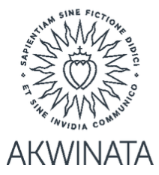 SAPIENTIAM SINE FICTIONE DIDICI
ET SINE INVIDIA COMMUNICO
AKWINATA